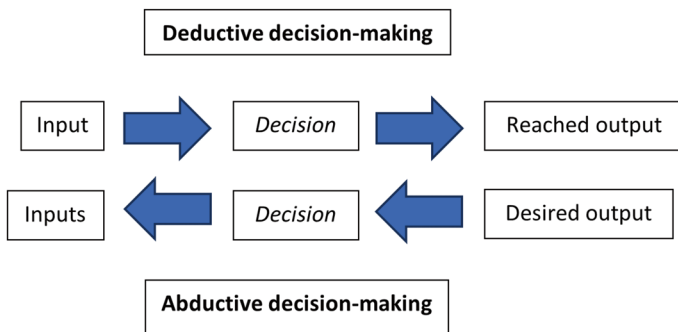 Deductive decision-making
Input
Decision
Reached output
Inputs
Decision
Desired output
Abductive decision-making